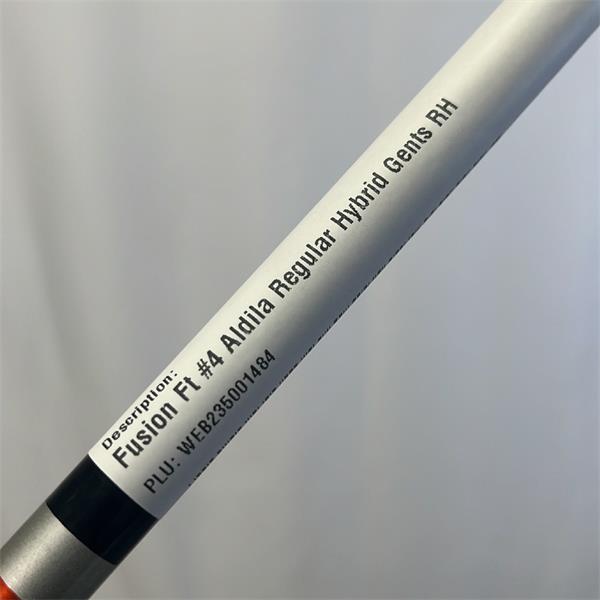 Description:
Fusion Ft #4 Aldila Regular Hybrid Gents RH
PLU: WEB235001484